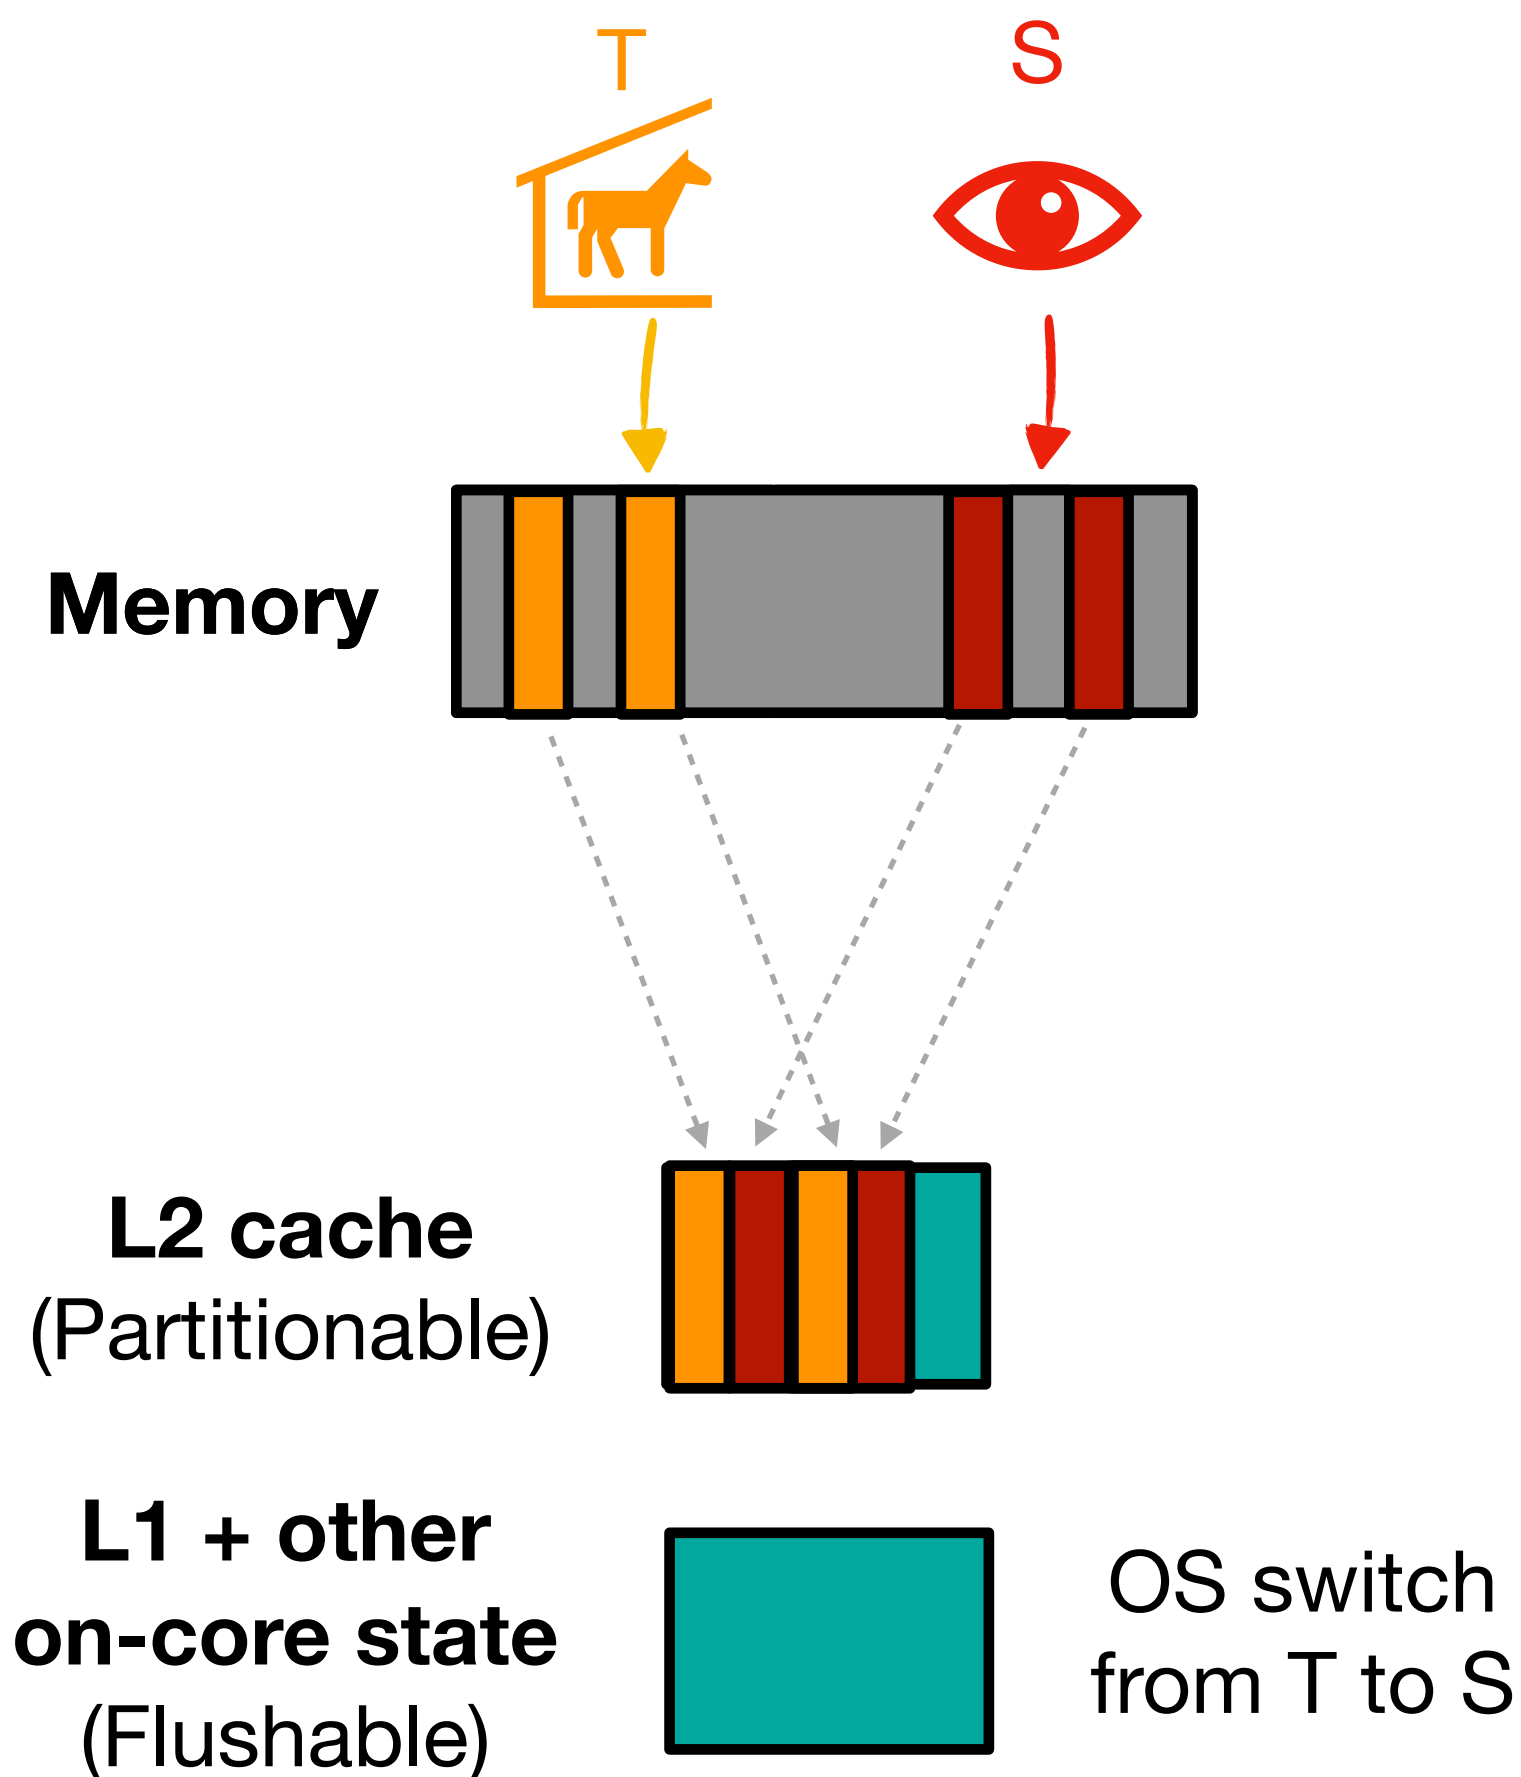 T
S
Memory
L2 cache
(Partitionable)
L1 + other
on-core state
(Flushable)
OS switch
from T to S